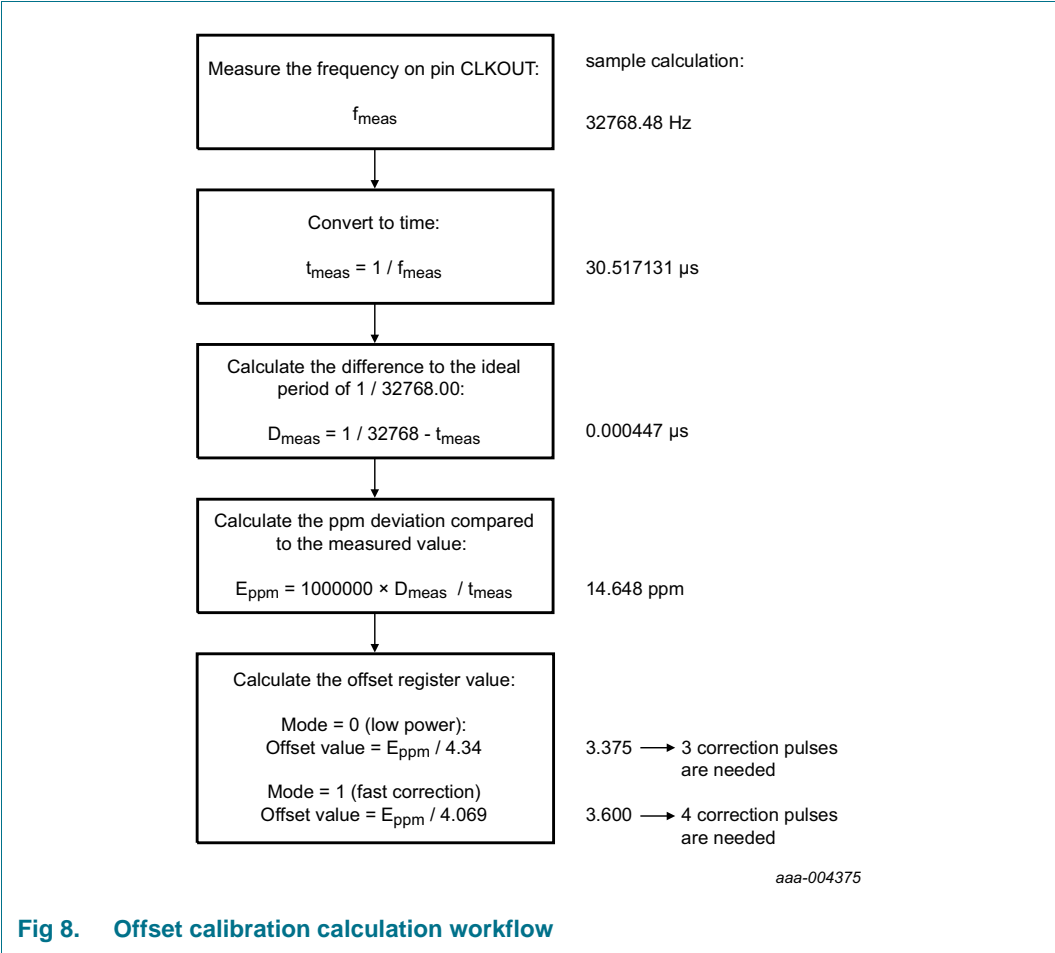 Measure the frequency on pin CLKOUT:
fmeas
sample calculation:
32768.48 Hz
Convert to time:
tmeas = 1 / fmeas
30.517131 μs
Calculate the difference to the ideal
period of 1 / 32768.00:
Dmeas = 1 / 32768 - tmeas
0.000447 μs
Calculate the ppm deviation compared
to the measured value:
Eppm = 1000000 × Dmeas / tmeas
14.648 ppm
Calculate the offset register value:
Mode = 0 (low power):
Offset value = Eppm / 4.34
3.375 → 3 correction pulses
are needed
Mode = 1 (fast correction)
Offset value = Eppm / 4.069
3.600 → 4 correction pulses
are needed
aaa-004375
Fig 8. Offset calibration calculation workflow